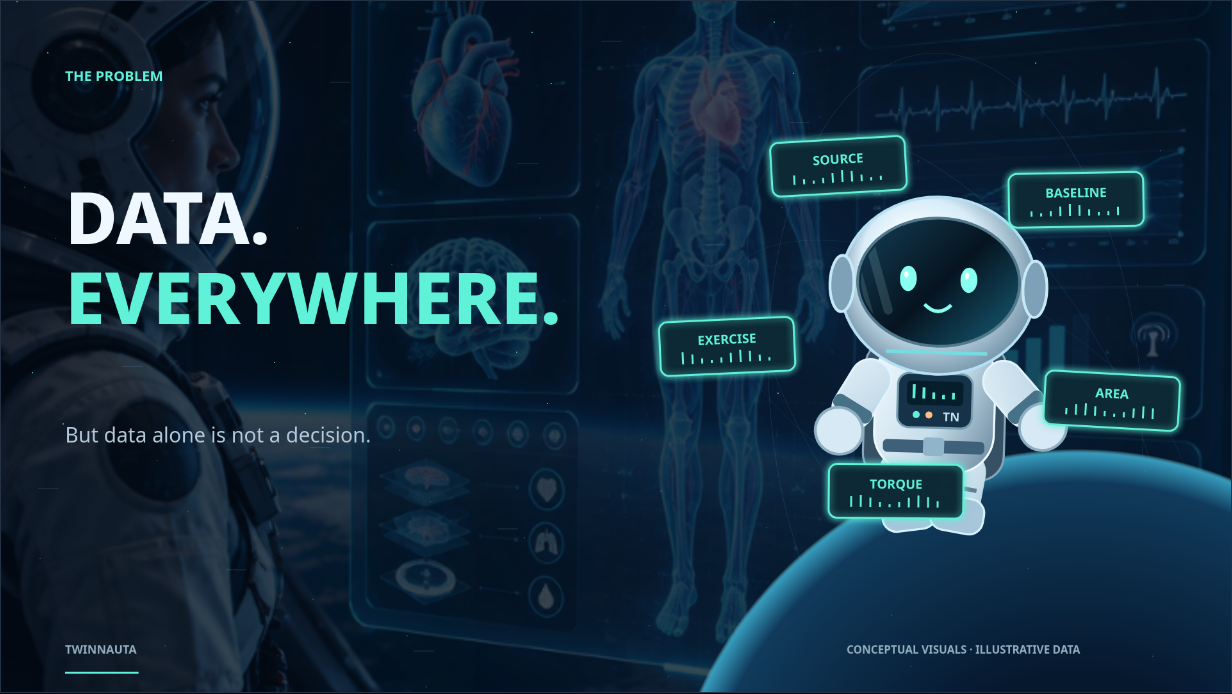 THE PROBLEM
DATA.
EVERYWHERE.
But data alone is not a decision.
SOURCE
BASELINE
EXERCISE
AREA
TN
TORQUE
TWINNAUTA
CONCEPTUAL VISUALS · ILLUSTRATIVE DATA